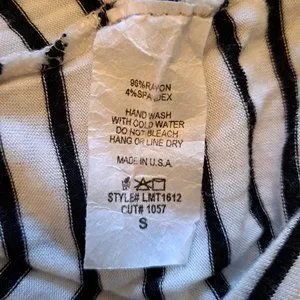 96%RAYON
4%SPANDEX
HAND WASH
WITH COLD WATER
DO NOT BLEACH
HANG OR LINE DRY
MADE IN U.S.A.
STYLE# LMT1612
CUT# 1057
S